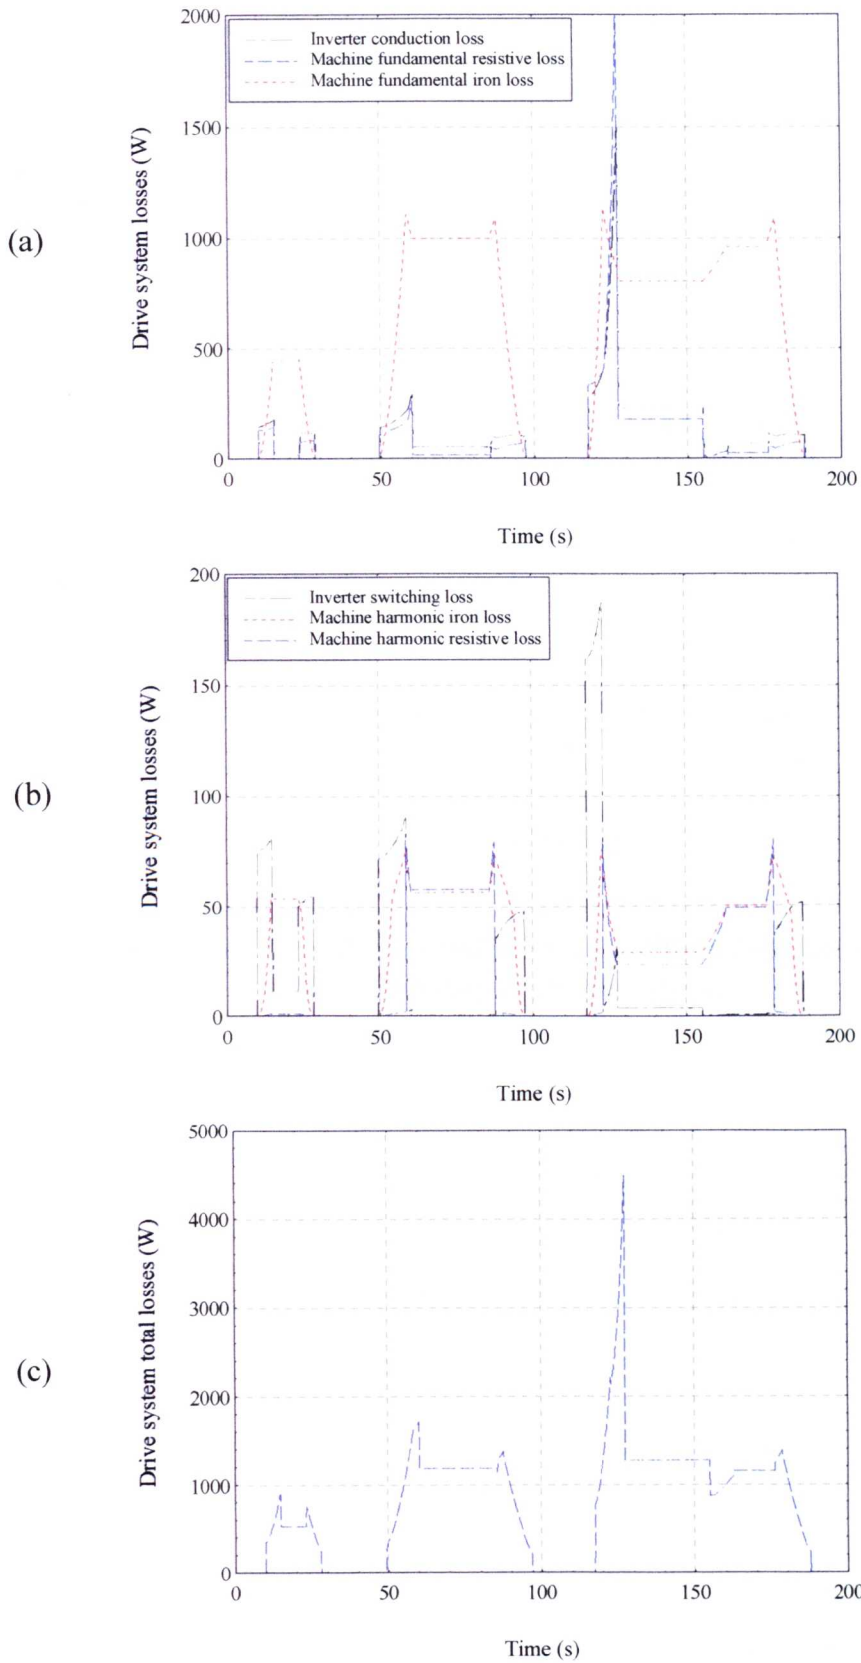 (a)
Drive system losses (W)
2000
1500
1000
500
0
Inverter conduction loss
Machine fundamental resistive loss
Machine fundamental iron loss
0 50 100 150 200
Time (s)
(b)
Drive system losses (W)
200
150
100
50
0
Inverter switching loss
Machine harmonic iron loss
Machine harmonic resistive loss
0 50 100 150 200
Time (s)
(c)
Drive system total losses (W)
5000
4000
3000
2000
1000
0
0 50 100 150 200
Time (s)